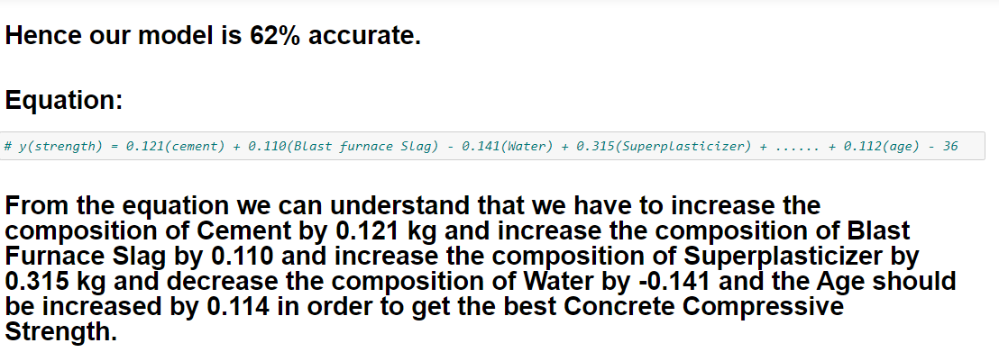 Hence our model is 62% accurate.
Equation:
# y(strength) = 0.121(cement) + 0.110(Blast furnace Slag) - 0.141(Water) + 0.315(Superplasticizer) + ...... + 0.112(age) - 36
From the equation we can understand that we have to increase the
composition of Cement by 0.121 kg and increase the composition of Blast
Furnace Slag by 0.110 and increase the composition of Superplasticizer by
0.315 kg and decrease the composition of Water by -0.141 and the Age should
be increased by 0.114 in order to get the best Concrete Compressive
Strength.